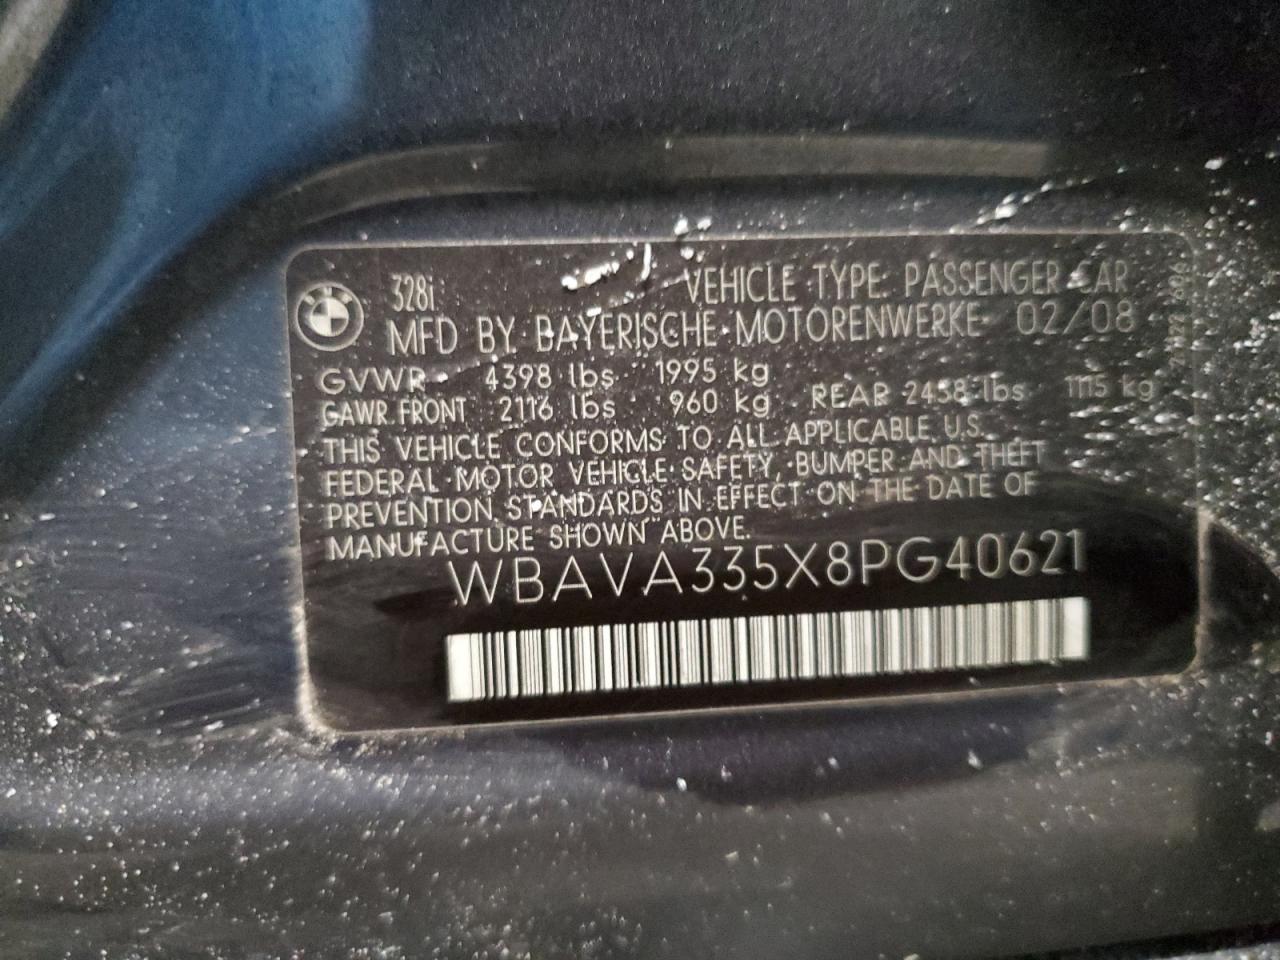 328i VEHICLE TYPE: PASSENGER CAR
MFD BY BAYERISCHE MOTORENWERKE 02/08
GVWR 4398 lbs 1995 kg
GAWR FRONT 2116 lbs 960 kg REAR 2458 lbs 1115 kg
THIS VEHICLE CONFORMS TO ALL APPLICABLE U.S.
FEDERAL MOTOR VEHICLE SAFETY, BUMPER AND THEFT
PREVENTION STANDARDS IN EFFECT ON THE DATE OF
MANUFACTURE SHOWN ABOVE.
WBAVA335X8PG40621